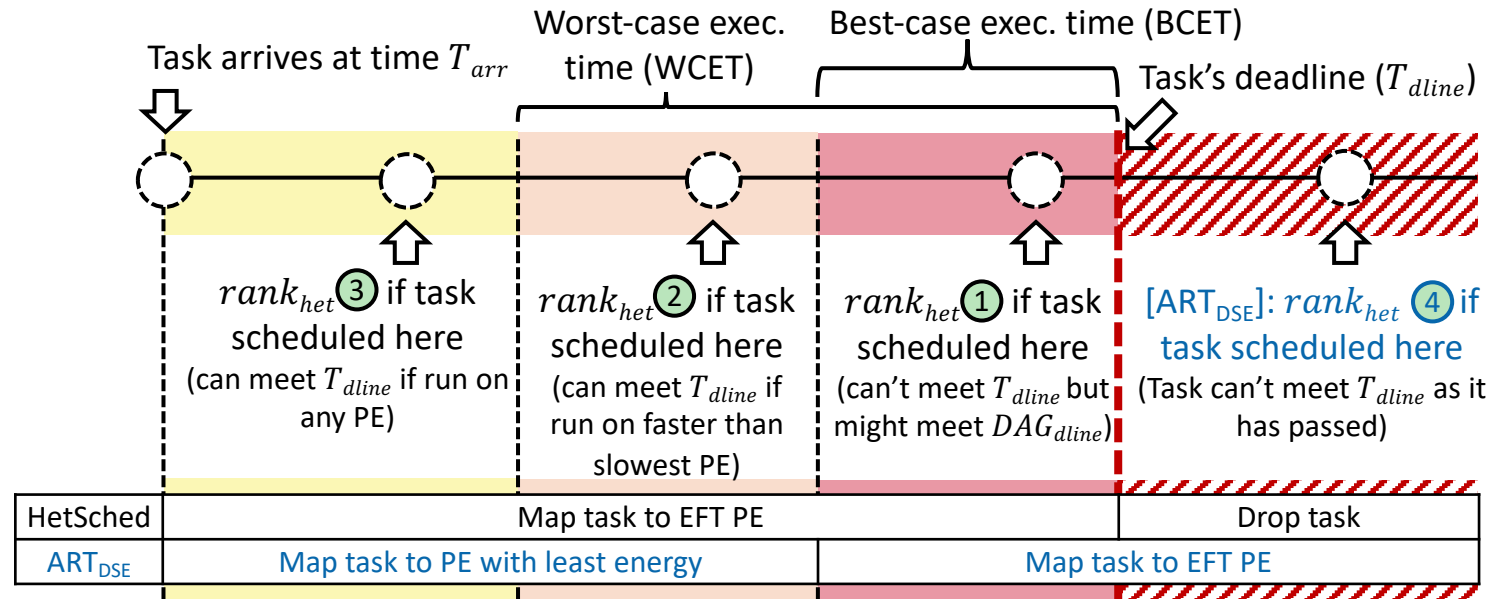 Task arrives at time T_arr
Worst-case exec.
time (WCET)
Best-case exec. time (BCET)
Task's deadline (T_dline)
rank_het 3 if task
scheduled here
(can meet T_dline if run on
any PE)
rank_het 2 if task
scheduled here
(can meet T_dline if
run on faster than
slowest PE)
rank_het 1 if task
scheduled here
(can't meet T_dline but
might meet DAG_dline)
[ART_DSE]: rank_het 4 if
task scheduled here
(Task can't meet T_dline as it
has passed)
HetSched
Map task to EFT PE
Drop task
ART_DSE
Map task to PE with least energy
Map task to EFT PE